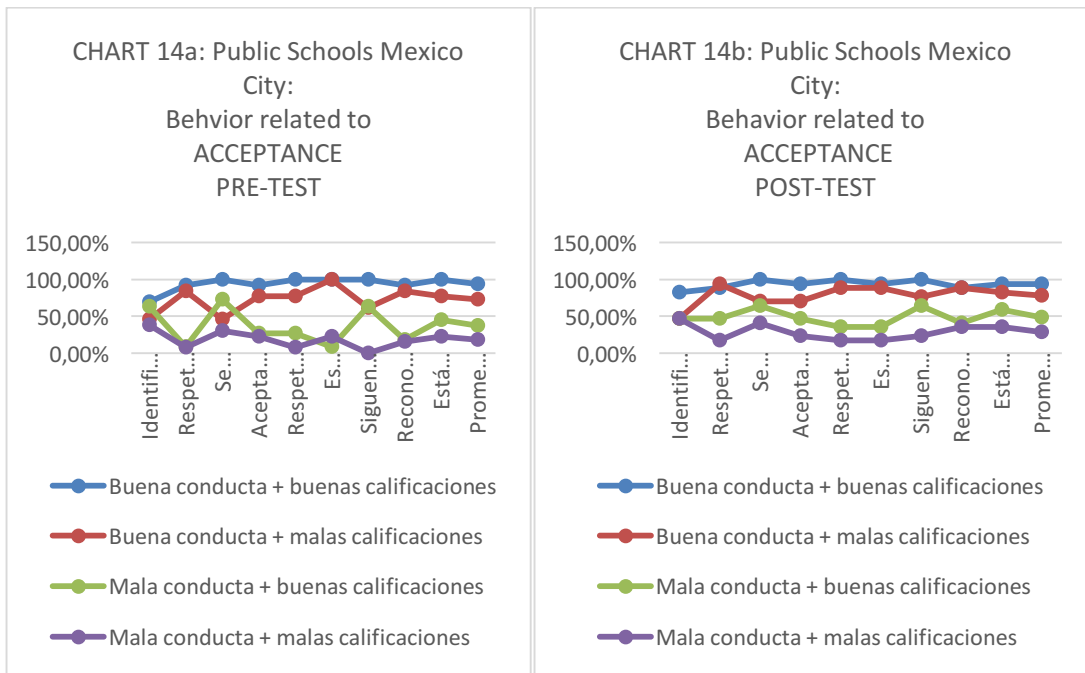 CHART 14a: Public Schools Mexico
City:
Behvior related to
ACCEPTANCE
PRE-TEST
150,00%
100,00%
50,00%
0,00%
Identifi...
Respet...
Se...
Acepta...
Respet...
Es...
Siguen...
Recono...
Está...
Prome...
Buena conducta + buenas calificaciones
Buena conducta + malas calificaciones
Mala conducta + buenas calificaciones
Mala conducta + malas calificaciones
CHART 14b: Public Schools Mexico
City:
Behavior related to
ACCEPTANCE
POST-TEST
150,00%
100,00%
50,00%
0,00%
Identifi...
Respet...
Se...
Acepta...
Respet...
Es...
Siguen...
Recono...
Está...
Prome...
Buena conducta + buenas calificaciones
Buena conducta + malas calificaciones
Mala conducta + buenas calificaciones
Mala conducta + malas calificaciones